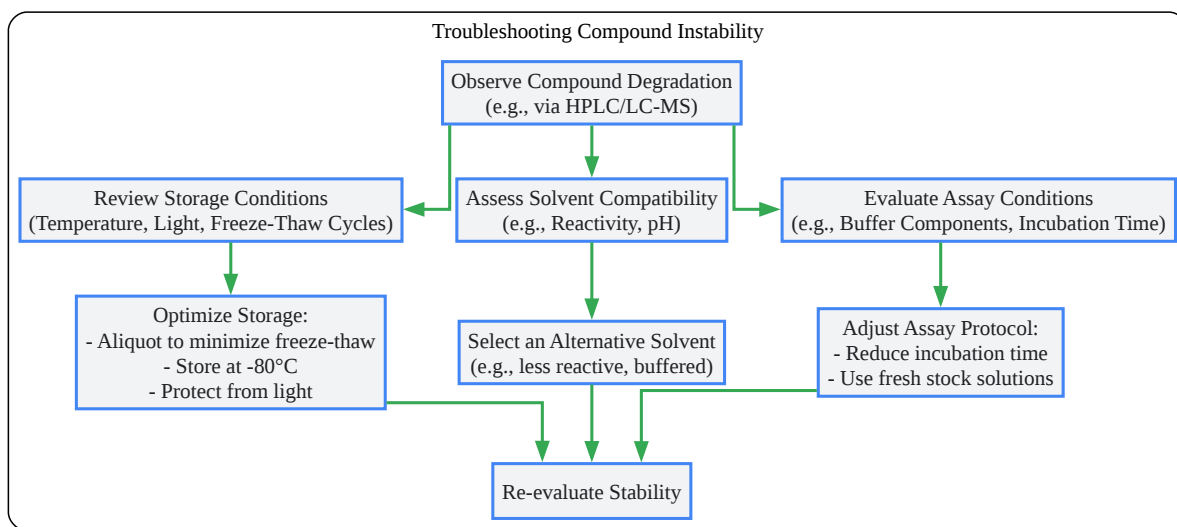 Troubleshooting Compound Instability
Observe Compound Degradation
(e.g., via HPLC/LC-MS)
Review Storage Conditions
(Temperature, Light, Freeze-Thaw Cycles)
Assess Solvent Compatibility
(e.g., Reactivity, pH)
Evaluate Assay Conditions
(e.g., Buffer Components, Incubation Time)
Optimize Storage:
- Aliquot to minimize freeze-thaw
- Store at -80°C
- Protect from light
Select an Alternative Solvent
(e.g., less reactive, buffered)
Adjust Assay Protocol:
- Reduce incubation time
- Use fresh stock solutions
Re-evaluate Stability